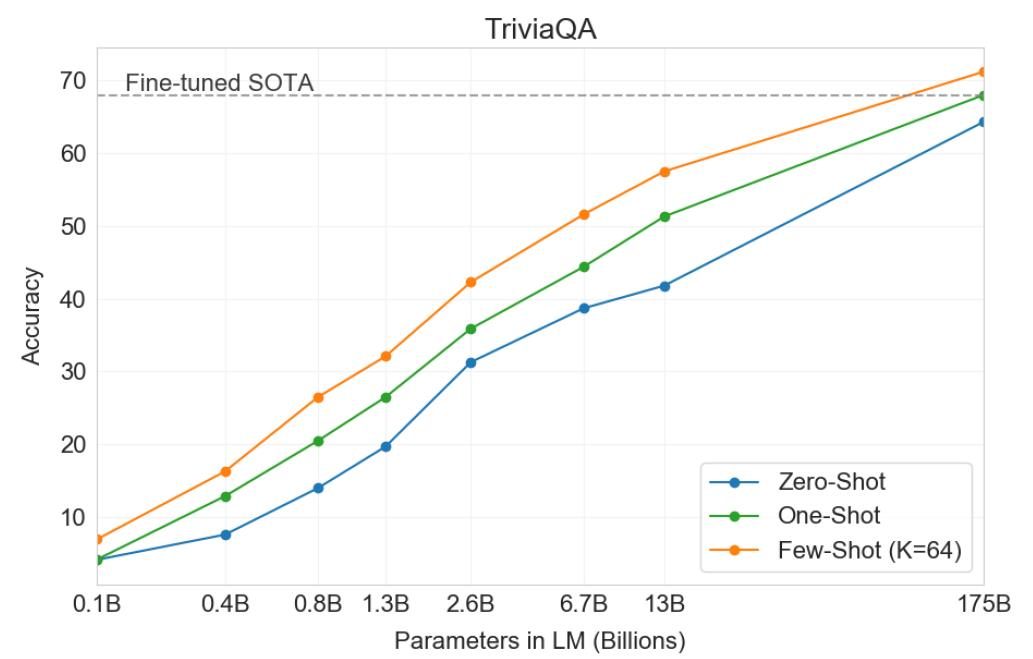 TriviaQA
Fine-tuned SOTA
70
60
50
40
30
20
10
Accuracy
Zero-Shot
One-Shot
Few-Shot (K=64)
0.1B 0.4B 0.8B 1.3B 2.6B 6.7B 13B 175B
Parameters in LM (Billions)